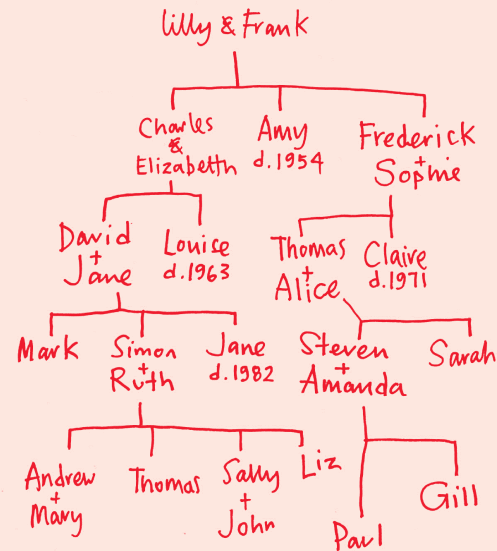 Lilly & Frank
Charles
&
Elizabeth
Amy
d.1954
Frederick
+
Sophie
David
+
Jane
Louise
d.1963
Thomas
+
Alice
Claire
d.1971
Mark
Simon
+
Ruth
Jane
d.1982
Steven
+
Amanda
Sarah
Andrew
+
Mary
Thomas
Sally
+
John
Liz
Paul
Gill